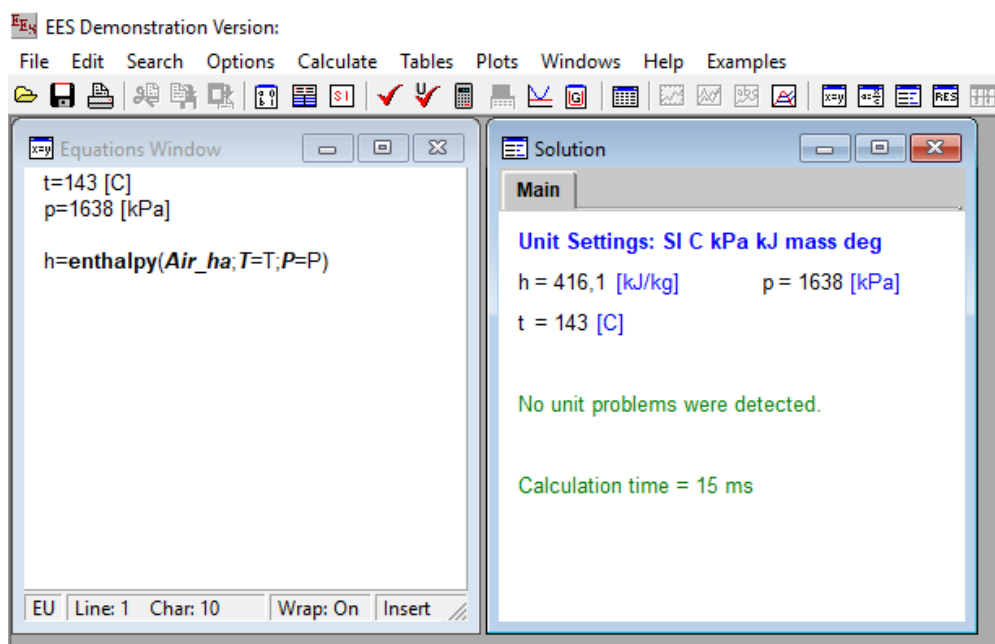 EES EES Demonstration Version:
File Edit Search Options Calculate Tables Plots Windows Help Examples
x=y Equations Window
t=143 [C]
p=1638 [kPa]
h=enthalpy(Air_ha;T=T;P=P)
EU Line: 1 Char: 10 Wrap: On Insert
Solution
Main
Unit Settings: SI C kPa kJ mass deg
h = 416,1 [kJ/kg] p = 1638 [kPa]
t = 143 [C]
No unit problems were detected.
Calculation time = 15 ms